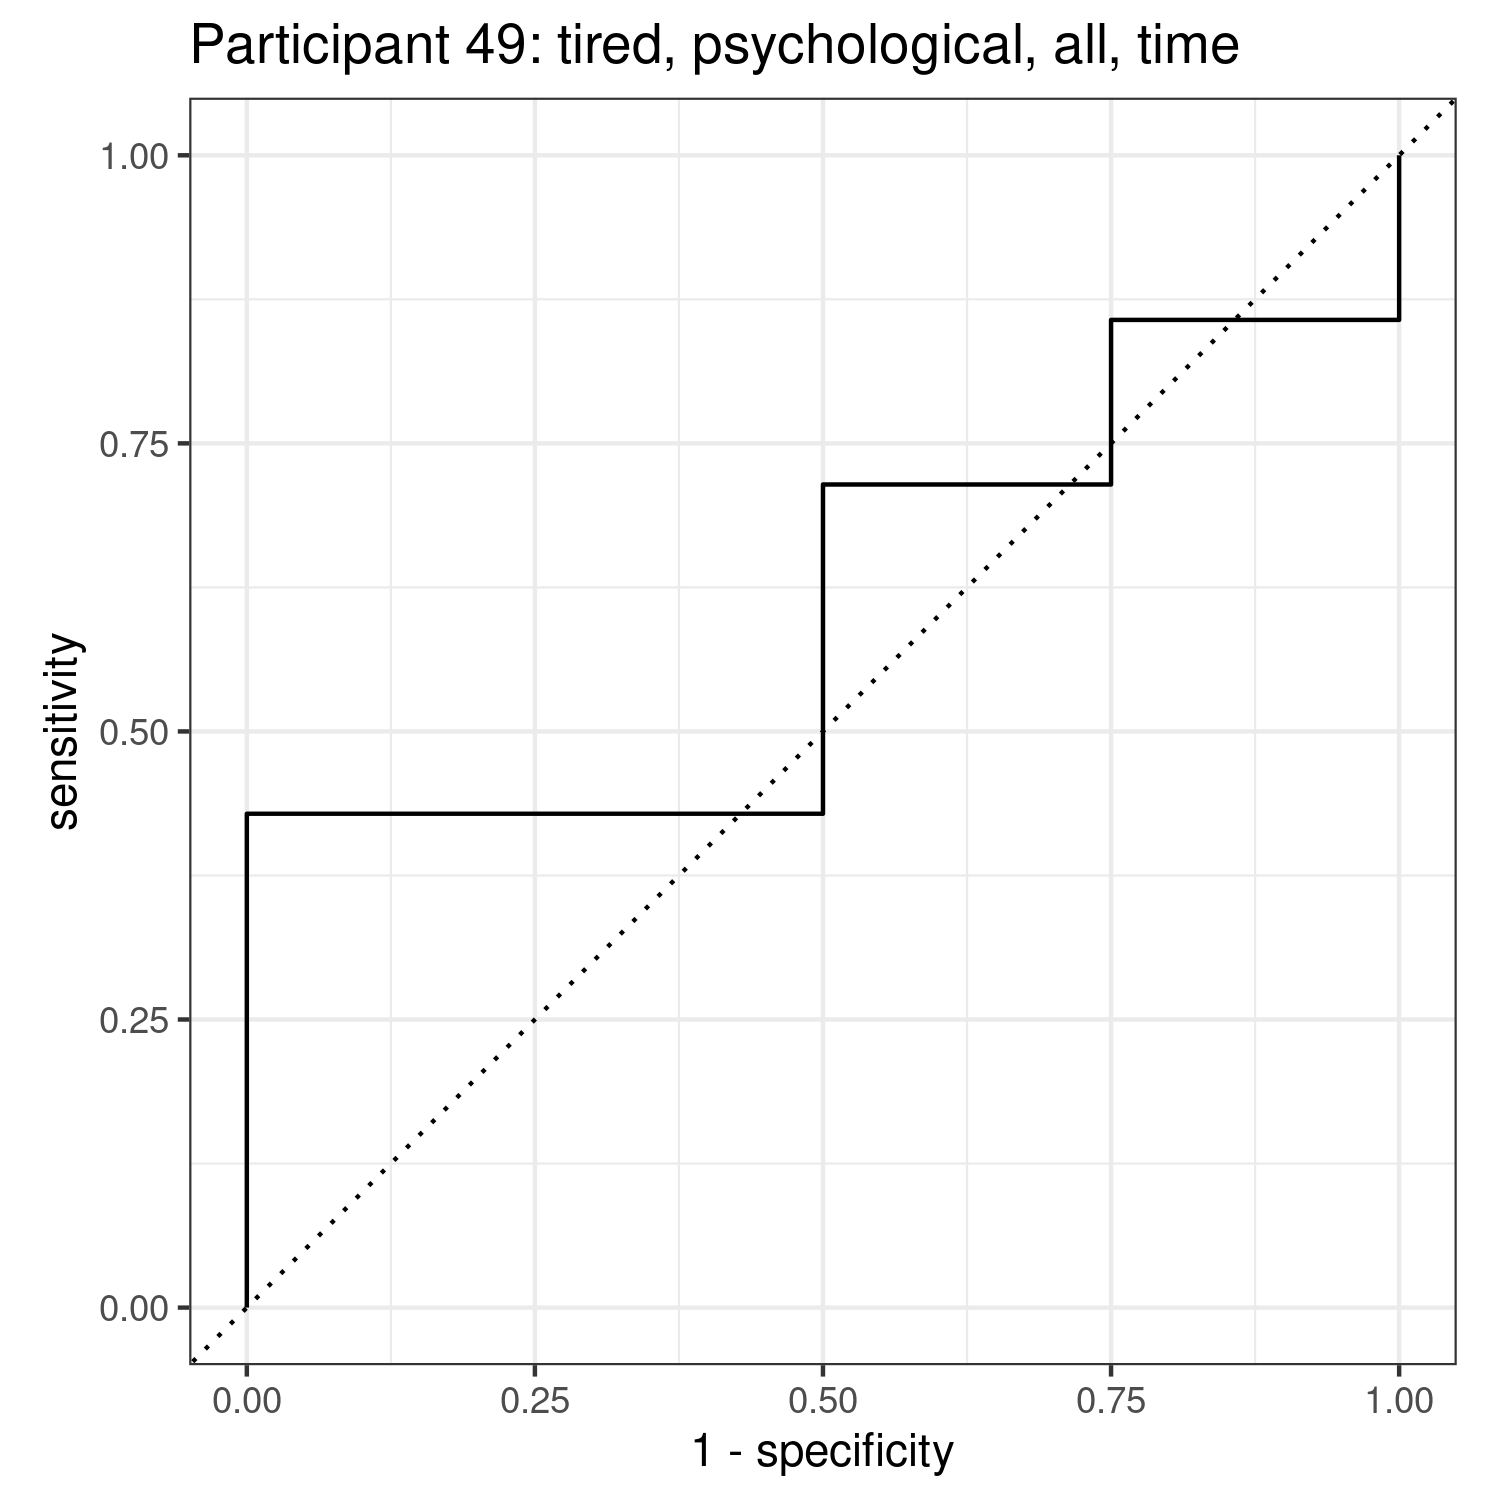 Participant 49: tired, psychological, all, time
1.00
0.75
0.50
0.25
0.00
sensitivity
0.00 0.25 0.50 0.75 1.00
1 - specificity